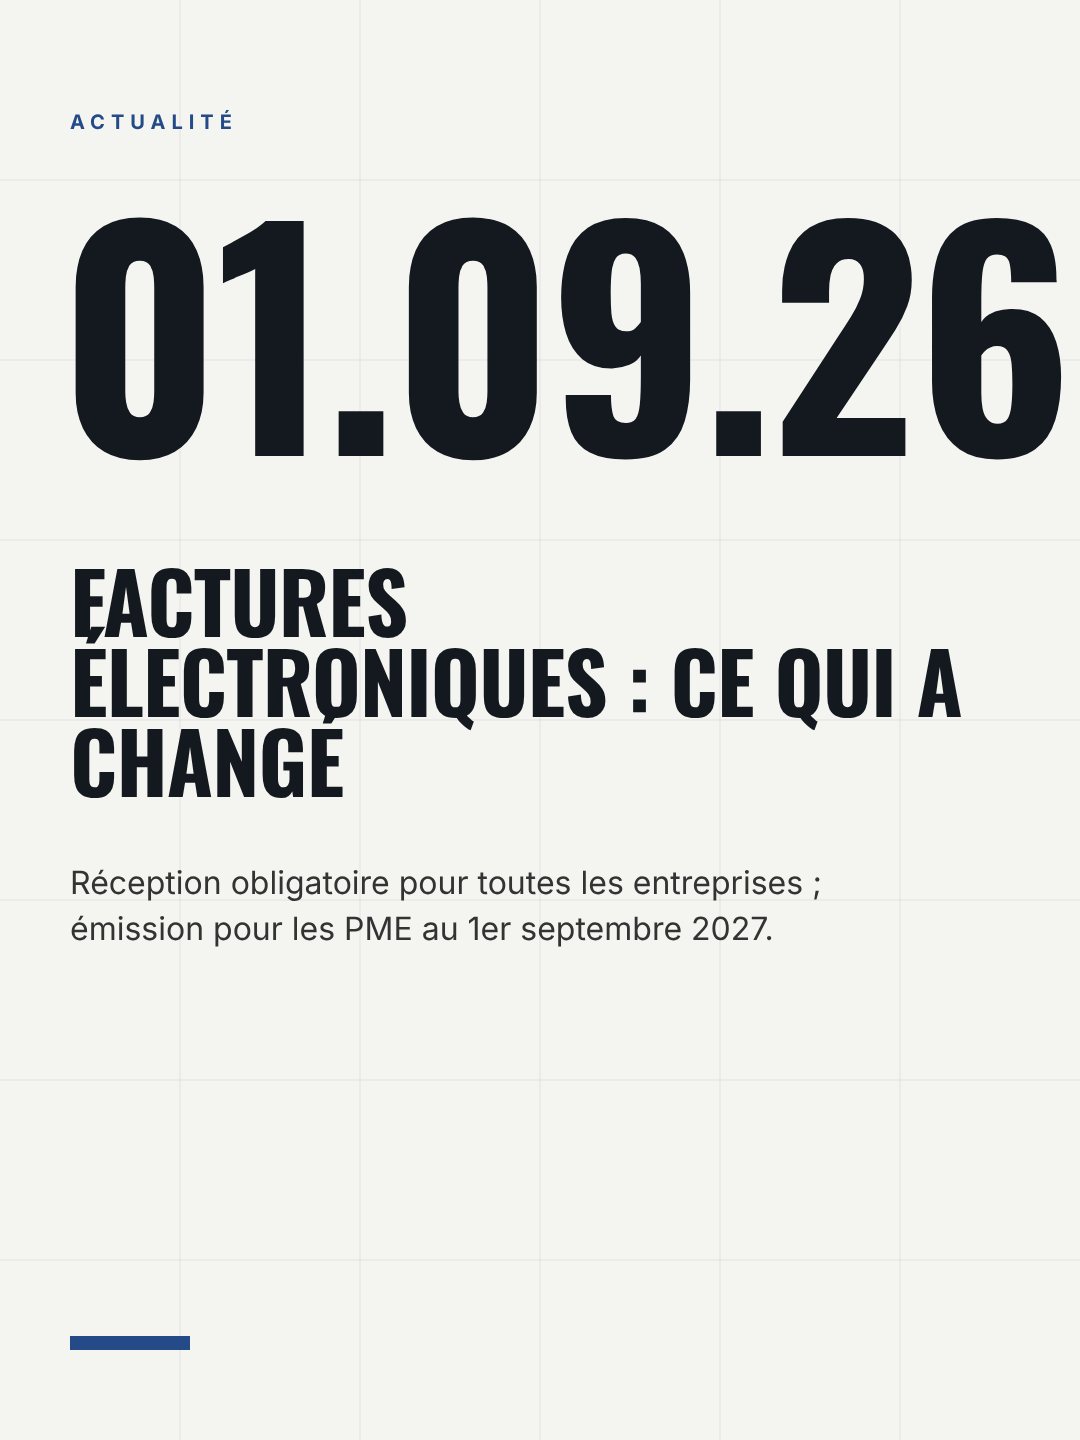 ACTUALITÉ
01.09.26
FACTURES
ÉLECTRONIQUES : CE QUI A
CHANGÉ
Réception obligatoire pour toutes les entreprises ;
émission pour les PME au 1er septembre 2027.